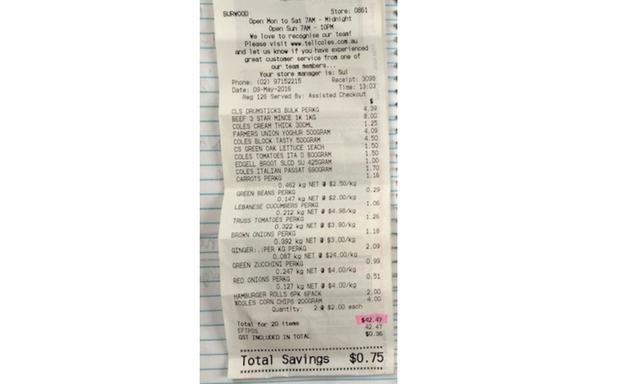 BURWOOD Store: 0861
Open Mon to Sat 7AM - Midnight
Open Sun 7AM - 10PM
We love to recognise our team!
Please visit www.tellcoles.com.au
and let us know if you have experienced
great customer service from one of
our team members...
Your store manager is: Sul
Phone: (02) 97152215 Receipt: 3098
Date: 09-May-2016 Time: 13:03
Reg 126 Served By: Assisted Checkout
$
CLS DRUMSTICKS BULK PERKG 4.39
BEEF 3 STAR MINCE 1K 1KG 8.00
COLES CREAM THICK 300ML 1.25
FARMERS UNION YOGHUR 500GRAM 4.09
COLES BLOCK TASTY 500GRAM 4.50
CS GREEN OAK LETTUCE 1EACH 1.50
COLES TOMATOES ITA D 800GRAM 1.50
EDGELL BROOT SLCD SU 425GRAM 1.00
COLES ITALIAN PASSAT 690GRAM 1.70
CARROTS PERKG 1.16
0.462 kg NET @ $2.50/kg
GREEN BEANS PERKG 0.29
0.147 kg NET @ $2.00/kg
LEBANESE CUCUMBERS PERKG 1.06
0.212 kg NET @ $4.98/kg
TRUSS TOMATOES PERKG 1.26
0.322 kg NET @ $3.90/kg
BROWN ONIONS PERKG 1.18
0.392 kg NET @ $3.00/kg
GINGER:.:PER KG PERKG 2.09
0.087 kg NET @ $24.00/kg
GREEN ZUCCHINI PERKG 0.99
0.247 kg NET @ $4.00/kg
RED ONIONS PERKG 0.51
0.127 kg NET @ $4.00/kg
HAMBURGER ROLLS 6PK 6PACK 2.00
%COLES CORN CHIPS 200GRAM 4.00
Quantity: 2 @ $2.00 each
Total for 20 items $42.47
EFTPOS 42.47
GST INCLUDED IN TOTAL $0.36
Total Savings $0.75